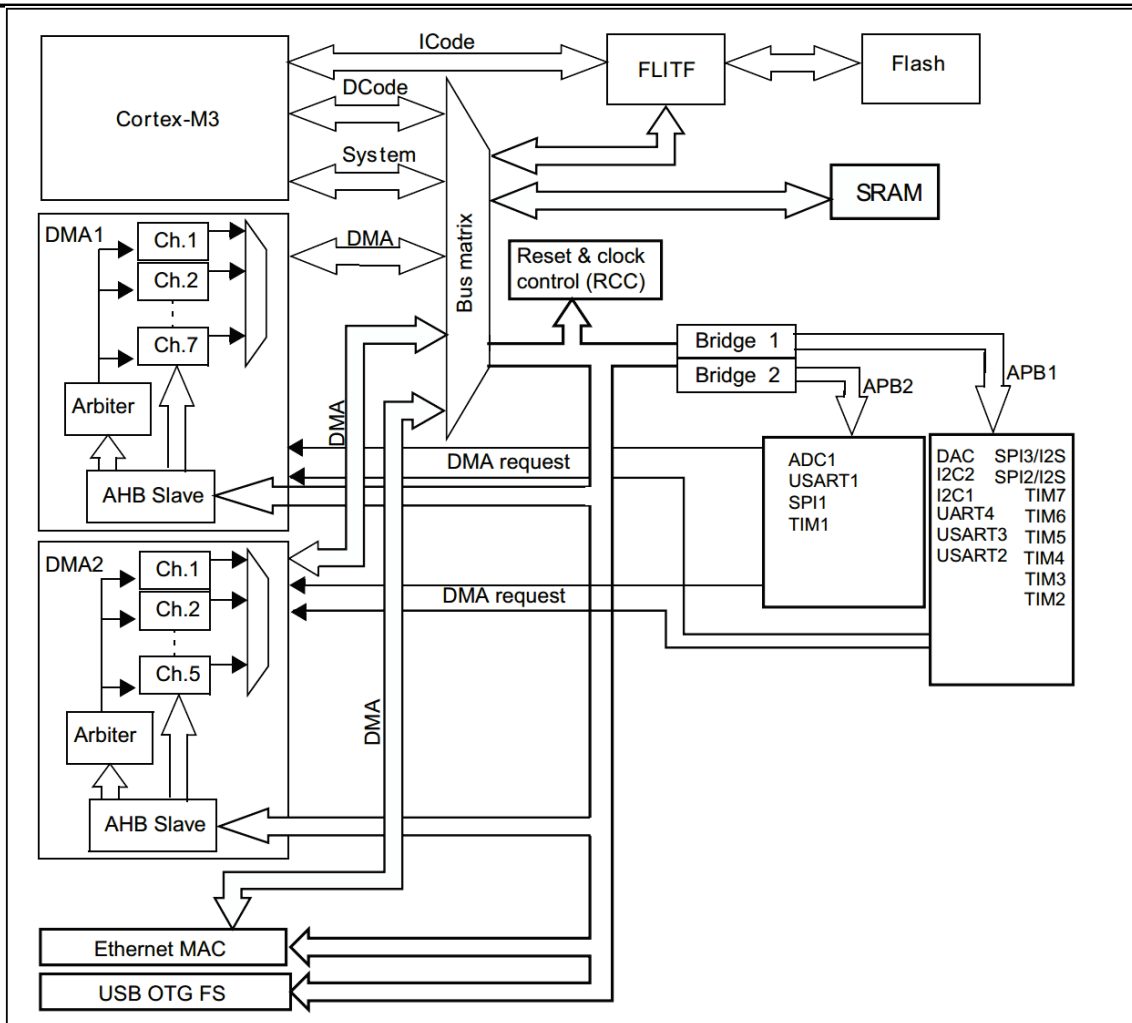 ICode
FLITF
Flash
Cortex-M3
DCode
System
SRAM
DMA1
Ch.1
Ch.2
Ch.7
Arbiter
AHB Slave
DMA
Bus matrix
Reset & clock
control (RCC)
Bridge 1
Bridge 2
APB2
APB1
DMA
DMA request
ADC1
USART1
SPI1
TIM1
DAC SPI3/I2S
I2C2 SPI2/I2S
I2C1 TIM7
UART4 TIM6
USART3 TIM5
USART2 TIM4
TIM3
TIM2
DMA2
Ch.1
Ch.2
Ch.5
Arbiter
AHB Slave
DMA request
DMA
Ethernet MAC
USB OTG FS